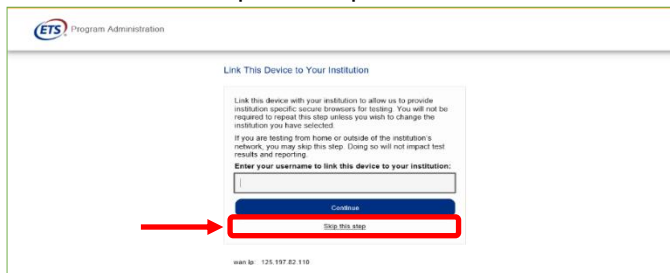 ETS Program Administration
Link This Device to Your Institution
Link this device with your institution to allow us to provide
institution specific secure browsers for testing. You will not be
required to repeat this step unless you wish to change the
institution you have selected.
If you are testing from home or outside of the institution's
network, you may skip this step. Doing so will not impact test
results and reporting.
Enter your username to link this device to your institution:
Continue
Skip this step
wan ip: 125.197.82.110